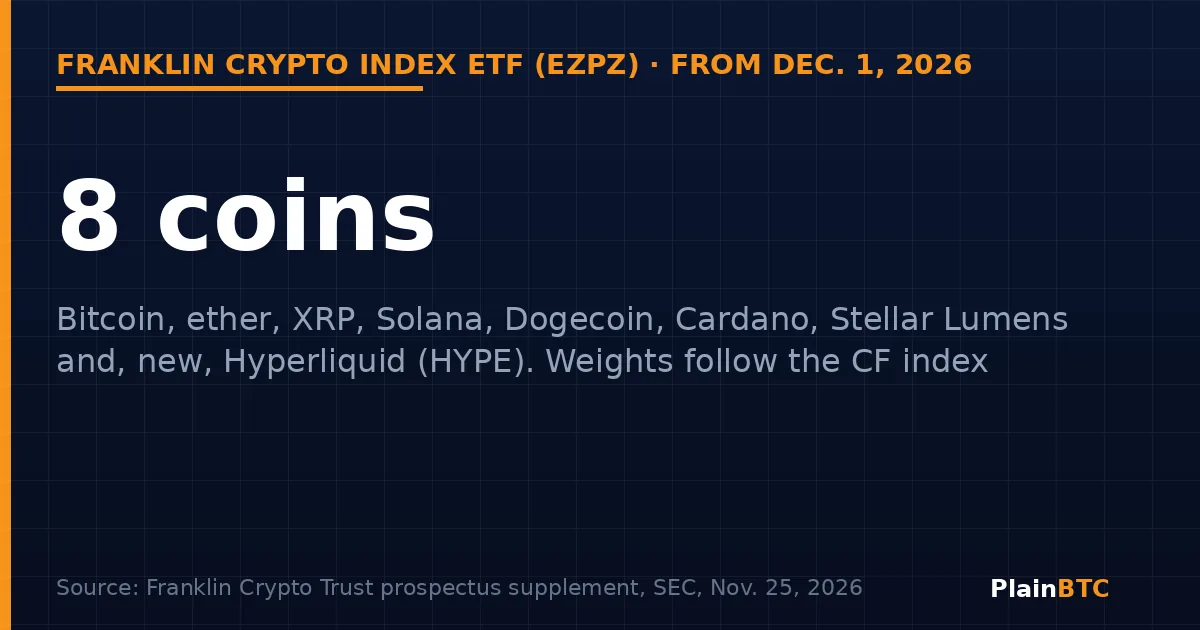 FRANKLIN CRYPTO INDEX ETF (EZPZ) · FROM DEC. 1, 2026
8 coins
Bitcoin, ether, XRP, Solana, Dogecoin, Cardano, Stellar Lumens
and, new, Hyperliquid (HYPE). Weights follow the CF index
Source: Franklin Crypto Trust prospectus supplement, SEC, Nov. 25, 2026
PlainBTC